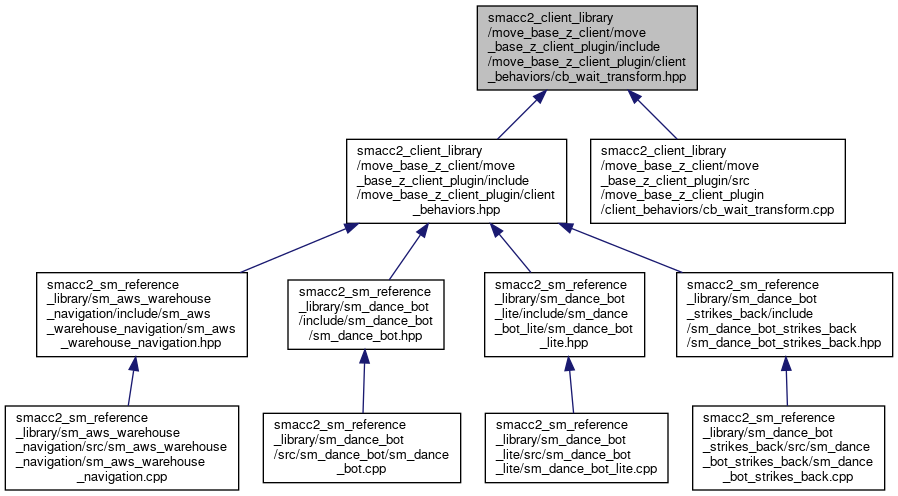 smacc2_client_library
/move_base_z_client/move
_base_z_client_plugin/include
/move_base_z_client_plugin/client
_behaviors/cb_wait_transform.hpp
smacc2_client_library
/move_base_z_client/move
_base_z_client_plugin/include
/move_base_z_client_plugin/client
_behaviors.hpp
smacc2_client_library
/move_base_z_client/move
_base_z_client_plugin/src
/move_base_z_client_plugin
/client_behaviors/cb_wait_transform.cpp
smacc2_sm_reference
_library/sm_aws_warehouse
_navigation/include/sm_aws
_warehouse_navigation/sm_aws
_warehouse_navigation.hpp
smacc2_sm_reference
_library/sm_dance_bot
/include/sm_dance_bot
/sm_dance_bot.hpp
smacc2_sm_reference
_library/sm_dance_bot
_lite/include/sm_dance
_bot_lite/sm_dance_bot
_lite.hpp
smacc2_sm_reference
_library/sm_dance_bot
_strikes_back/include
/sm_dance_bot_strikes_back
/sm_dance_bot_strikes_back.hpp
smacc2_sm_reference
_library/sm_aws_warehouse
_navigation/src/sm_aws_warehouse
_navigation/sm_aws_warehouse
_navigation.cpp
smacc2_sm_reference
_library/sm_dance_bot
/src/sm_dance_bot/sm_dance
_bot.cpp
smacc2_sm_reference
_library/sm_dance_bot
_lite/src/sm_dance_bot
_lite/sm_dance_bot_lite.cpp
smacc2_sm_reference
_library/sm_dance_bot
_strikes_back/src/sm_dance
_bot_strikes_back/sm_dance
_bot_strikes_back.cpp